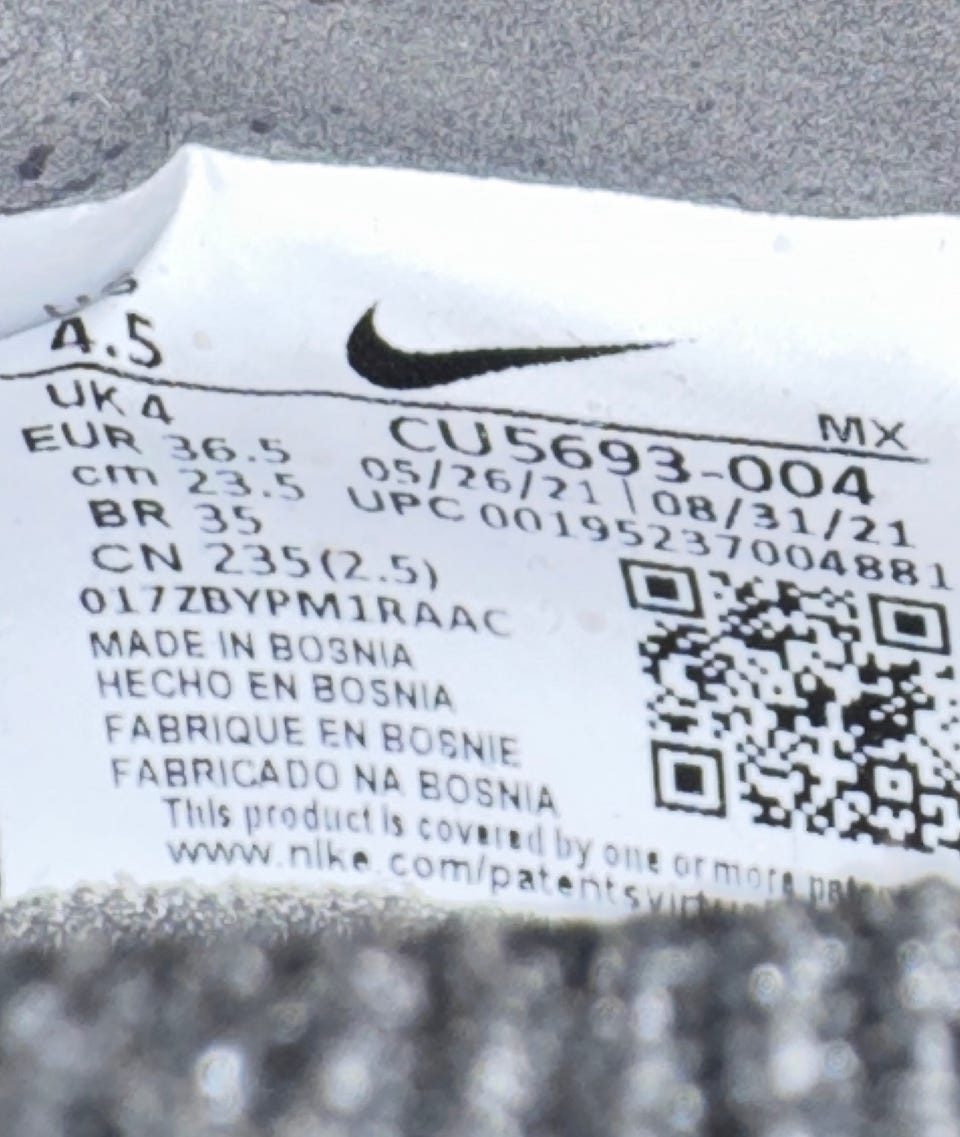 US
4.5
UK 4
EUR 36.5
cm 23.5
BR 35
CN 235(2.5)
MX
CU5693-004
05/26/21 | 08/31/21
UPC 00195237004881
017ZBYPM1RAAC
MADE IN BOSNIA
HECHO EN BOSNIA
FABRIQUE EN BOSNIE
FABRICADO NA BOSNIA
This product is covered by one or more
www.nike.com/patents